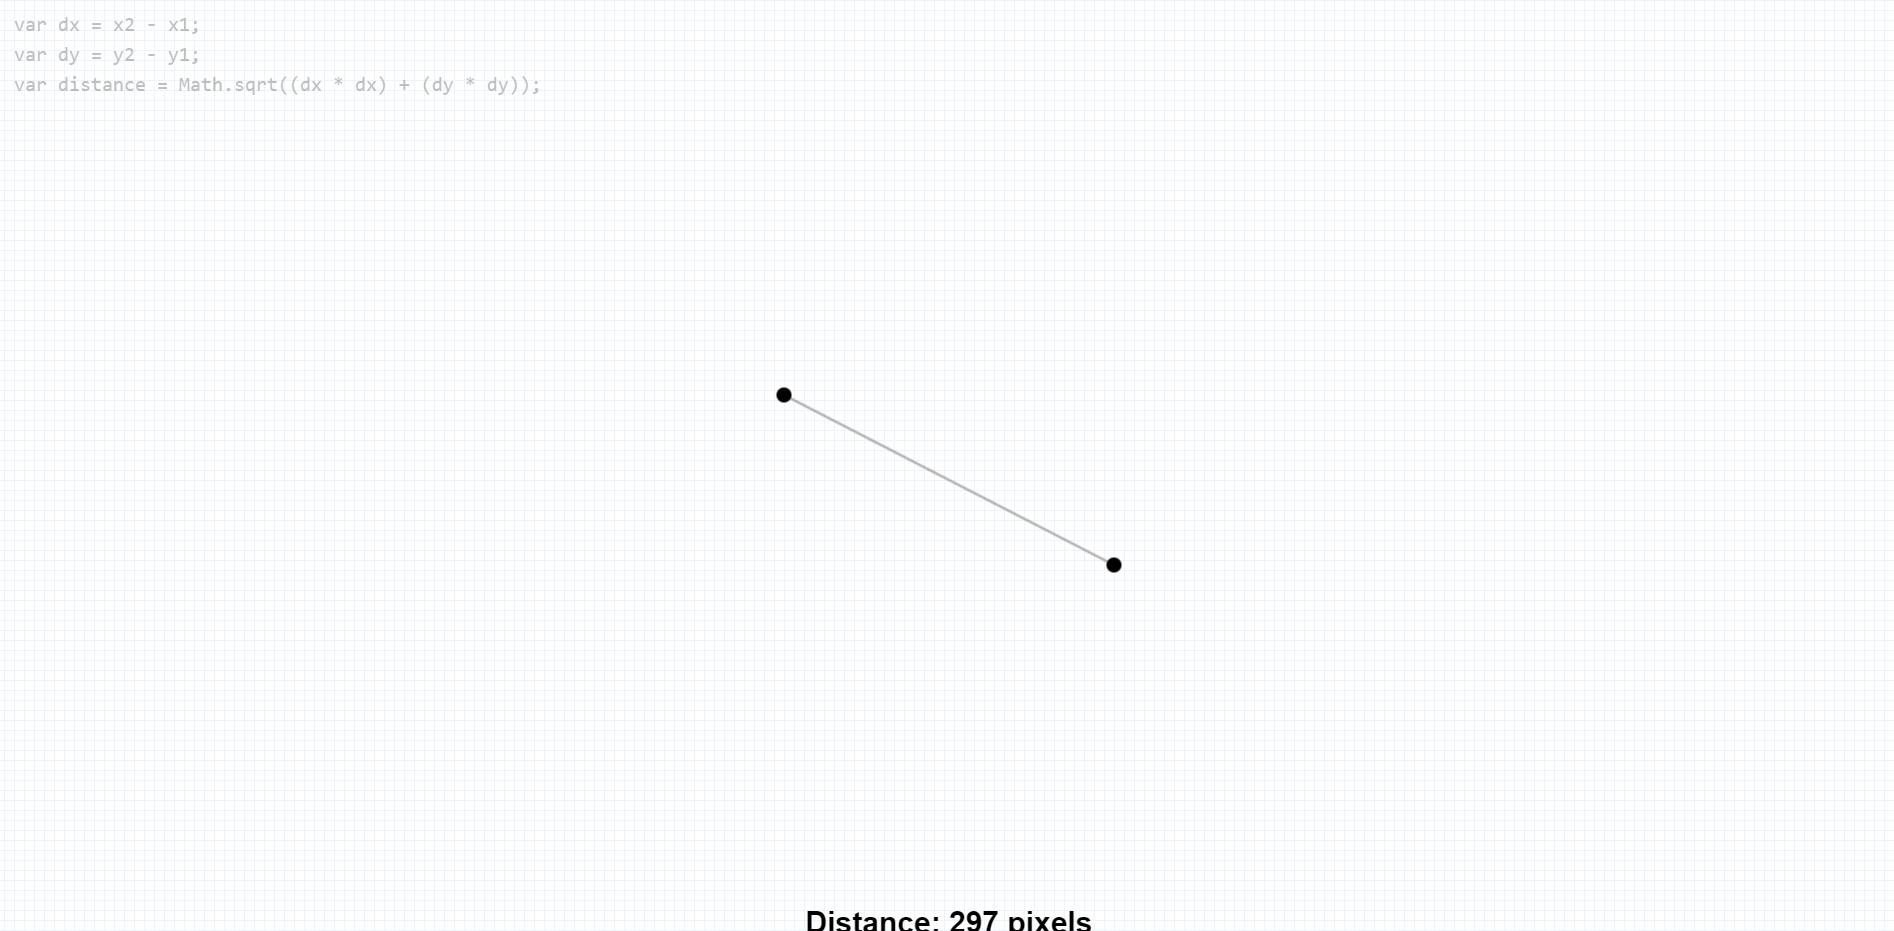 var dx = x2 - x1;
var dy = y2 - y1;
var distance = Math.sqrt((dx * dx) + (dy * dy));
Distance: 297 pixels